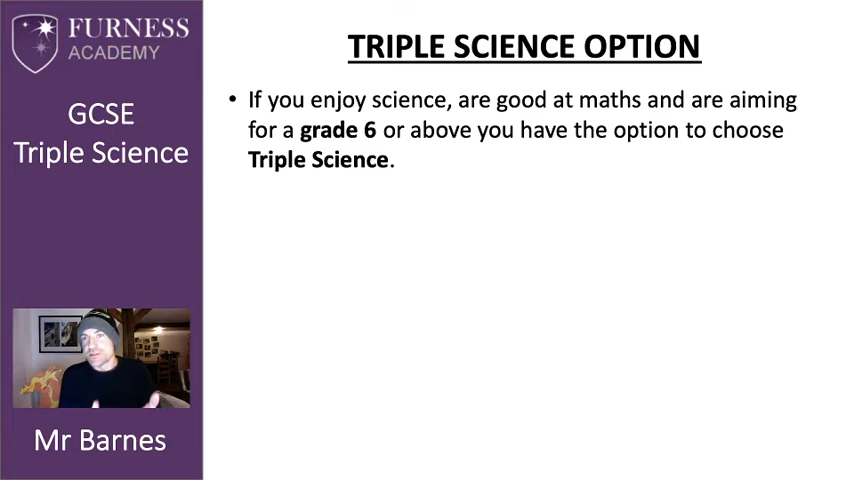 FURNESS
ACADEMY
GCSE
Triple Science
Mr Barnes
TRIPLE SCIENCE OPTION
• If you enjoy science, are good at maths and are aiming
for a grade 6 or above you have the option to choose
Triple Science.